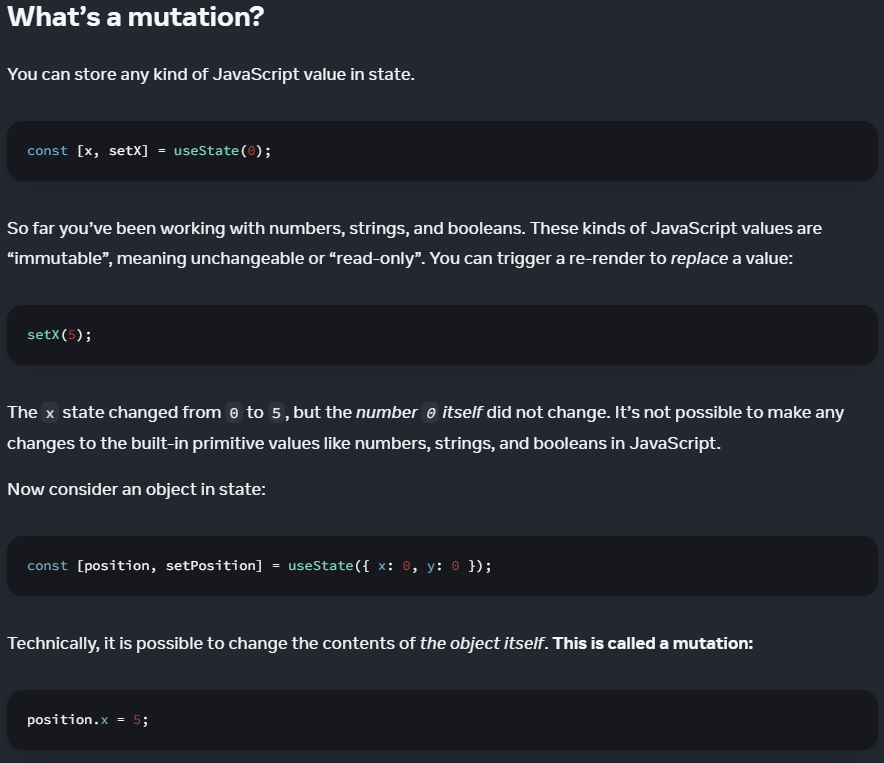 What’s a mutation?
You can store any kind of JavaScript value in state.
const [x, setX] = useState(0);
So far you’ve been working with numbers, strings, and booleans. These kinds of JavaScript values are
“immutable”, meaning unchangeable or “read-only”. You can trigger a re-render to replace a value:
setX(5);
The x state changed from 0 to 5, but the number 0 itself did not change. It’s not possible to make any
changes to the built-in primitive values like numbers, strings, and booleans in JavaScript.
Now consider an object in state:
const [position, setPosition] = useState({ x: 0, y: 0 });
Technically, it is possible to change the contents of the object itself. This is called a mutation:
position.x = 5;